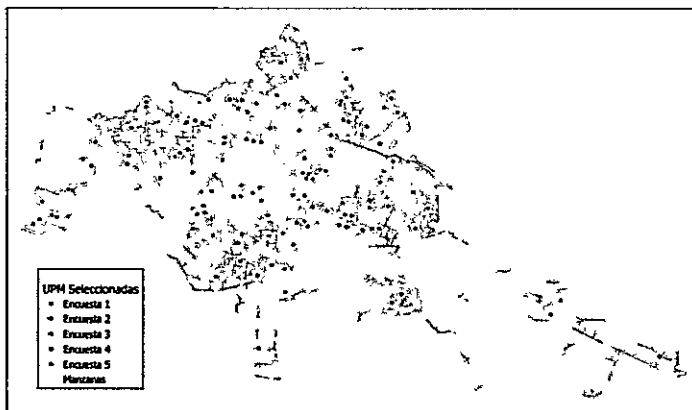 UPM Seleccionadas
Encuesta 1
Encuesta 2
Encuesta 3
Encuesta 4
Encuesta 5
Manzanas